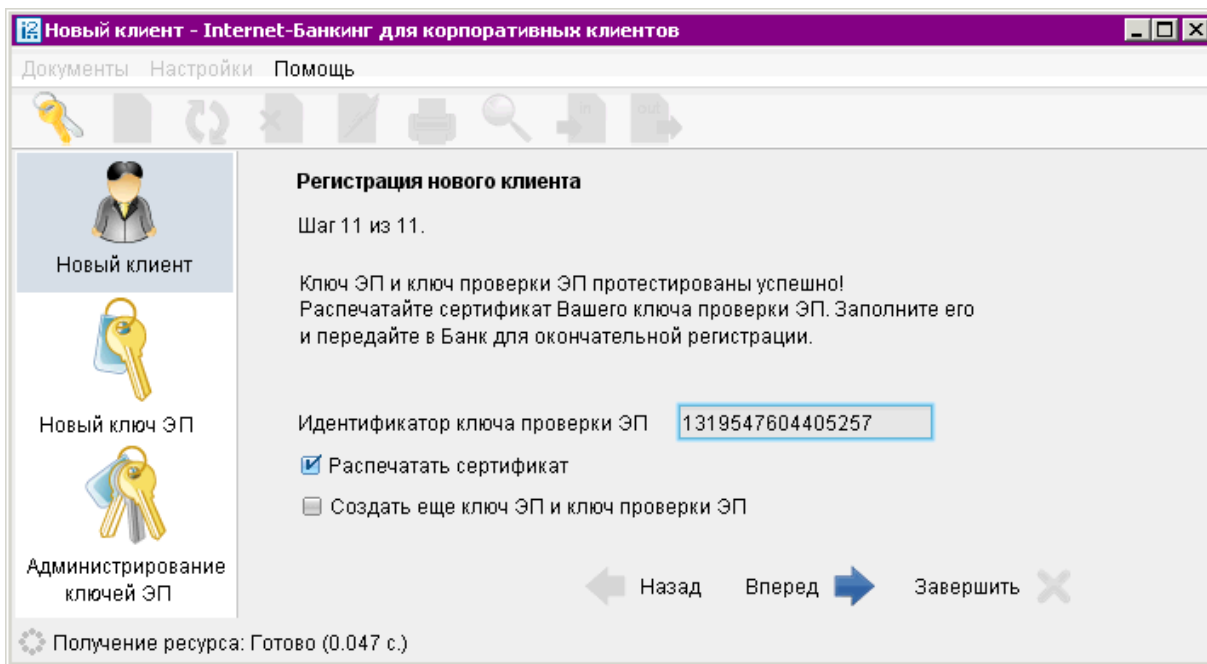 Новый клиент - Internet-Банкинг для корпоративных клиентов
Документы Настройки Помощь
in out
Регистрация нового клиента
Шаг 11 из 11.
Новый клиент
Ключ ЭП и ключ проверки ЭП протестированы успешно!
Распечатайте сертификат Вашего ключа проверки ЭП. Заполните его
и передайте в Банк для окончательной регистрации.
Новый ключ ЭП
Идентификатор ключа проверки ЭП 1319547604405257
Распечатать сертификат
Создать еще ключ ЭП и ключ проверки ЭП
Администрирование
ключей ЭП
Назад Вперед Завершить
Получение ресурса: Готово (0.047 с.)